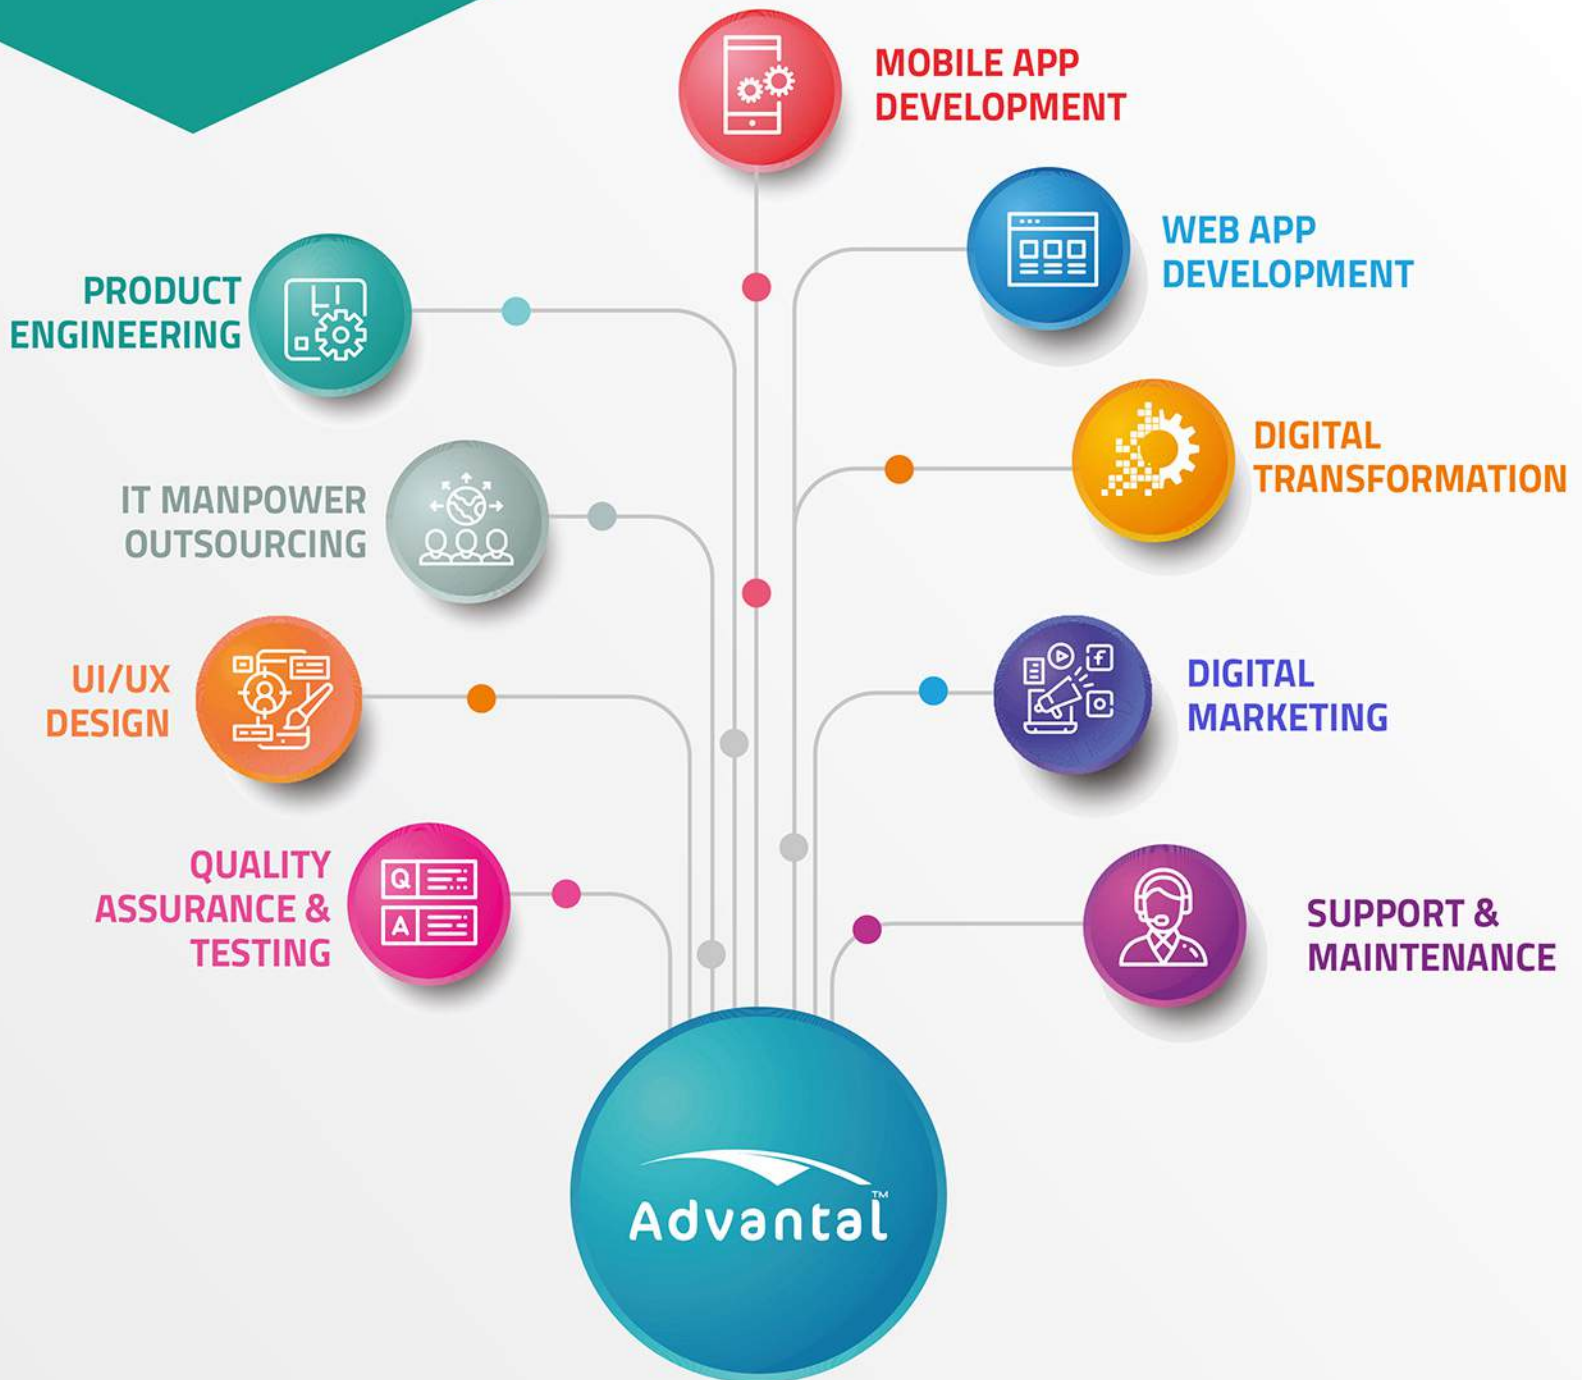 MOBILE APP
DEVELOPMENT
WEB APP
DEVELOPMENT
PRODUCT
ENGINEERING
DIGITAL
TRANSFORMATION
IT MANPOWER
OUTSOURCING
UI/UX
DESIGN
DIGITAL
MARKETING
QUALITY
ASSURANCE &
TESTING
Q
A
SUPPORT &
MAINTENANCE
Advantal™